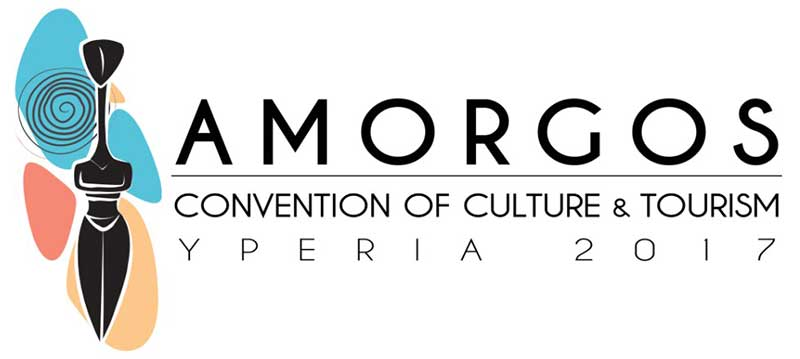 AMORGOS
CONVENTION OF CULTURE & TOURISM
YPERIA 2017